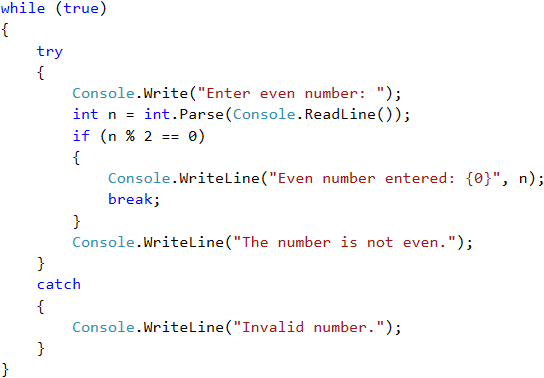 while (true)
{
    try
    {
        Console.Write("Enter even number: ");
        int n = int.Parse(Console.ReadLine());
        if (n % 2 == 0)
        {
            Console.WriteLine("Even number entered: {0}", n);
            break;
        }
        Console.WriteLine("The number is not even.");
    }
    catch
    {
        Console.WriteLine("Invalid number.");
    }
}